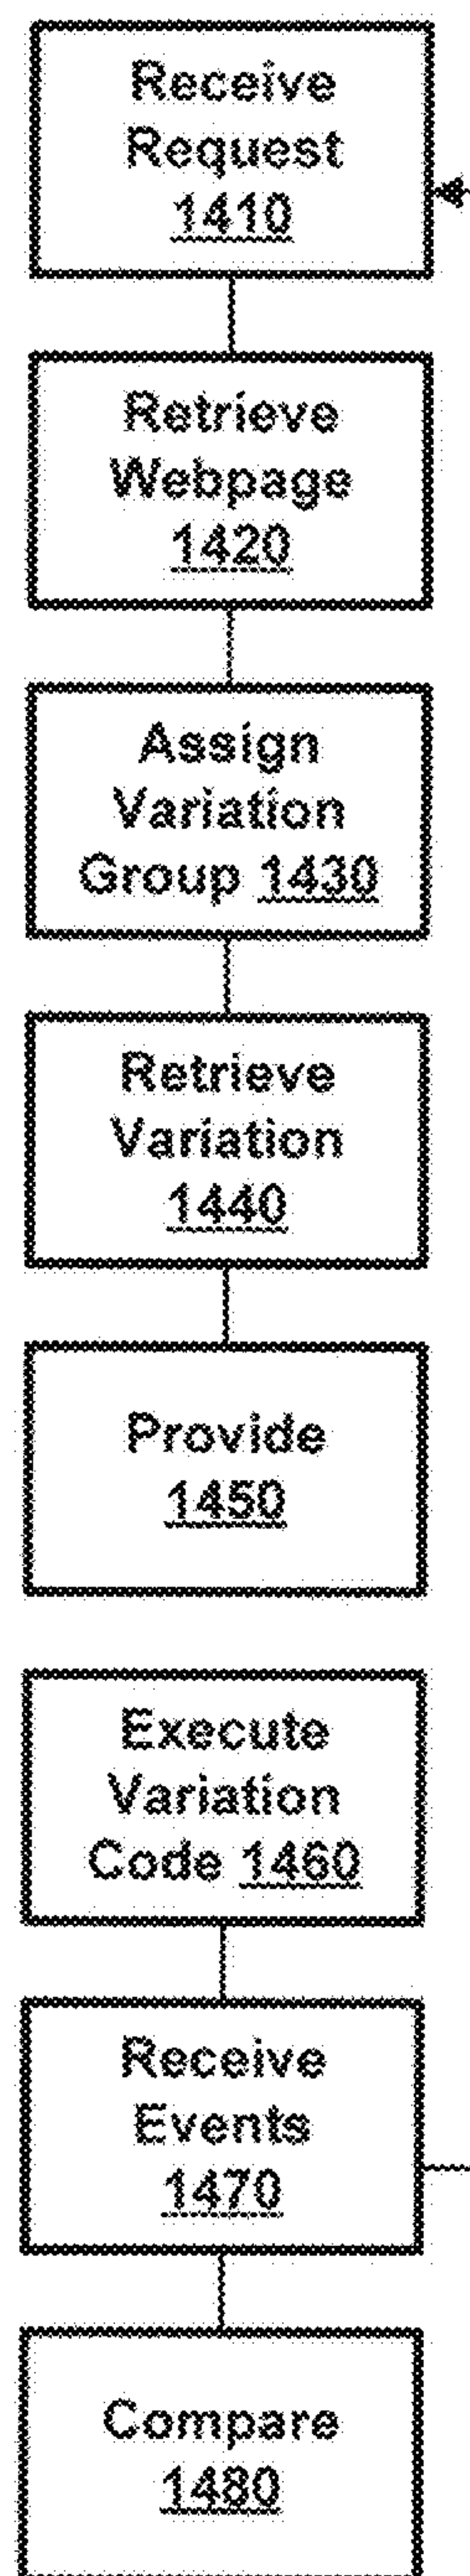 Receive
Request
1410
Retrieve
Webpage
1420
Assign
Variation
Group 1430
Retrieve
Variation
1440
Provide
1450
Execute
Variation
Code 1460
Receive
Events
1470
Compare
1480